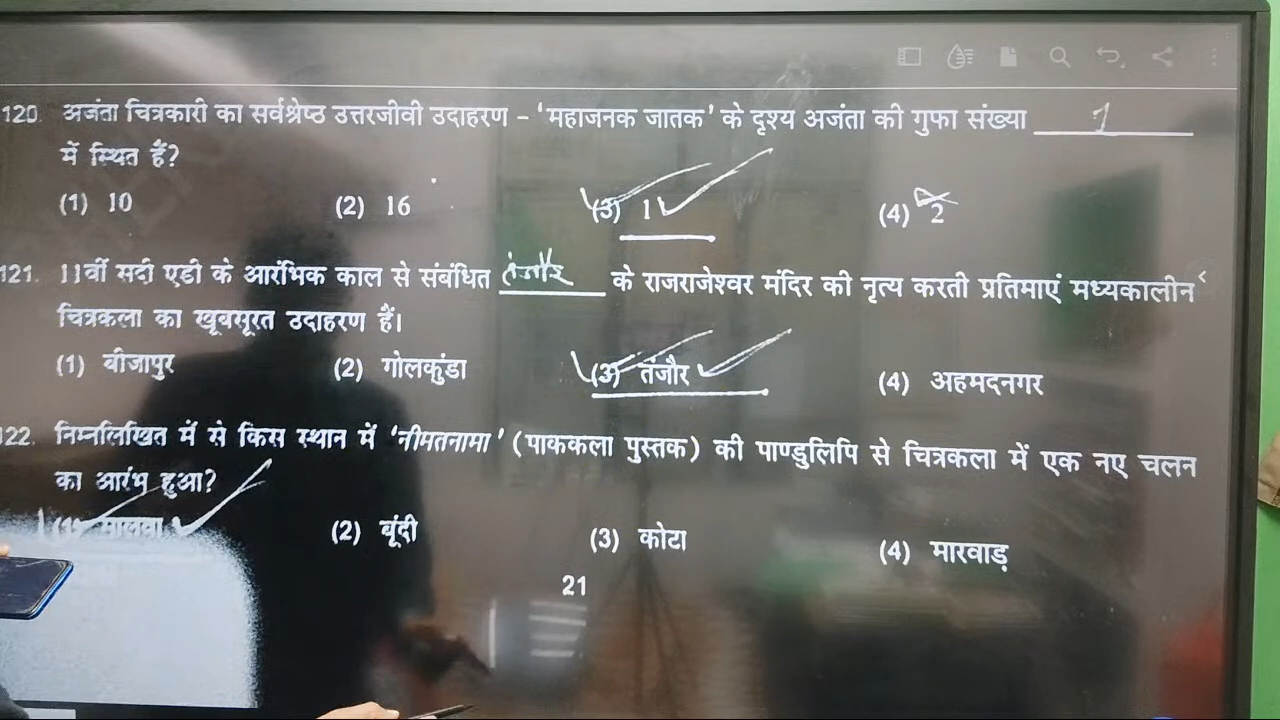 120. अजंता चित्रकारी का सर्वश्रेष्ठ उत्तरजीवी उदाहरण – 'महाजनक जातक' के दृश्य अजंता की गुफा संख्या 1
में स्थित हैं?
(1) 10 (2) 16 (3) 1 (4) 2
121. 11वीं सदी एडी के आरंभिक काल से संबंधित तंजौर के राजराजेश्वर मंदिर की नृत्य करती प्रतिमाएं मध्यकालीन
चित्रकला का खूबसूरत उदाहरण हैं।
(1) बीजापुर (2) गोलकुंडा (3) तंजौर (4) अहमदनगर
122. निम्नलिखित में से किस स्थान में 'नीमतनामा' (पाककला पुस्तक) की पाण्डुलिपि से चित्रकला में एक नए चलन
का आरंभ हुआ?
(1) मालवा (2) बूंदी (3) कोटा (4) मारवाड़
21